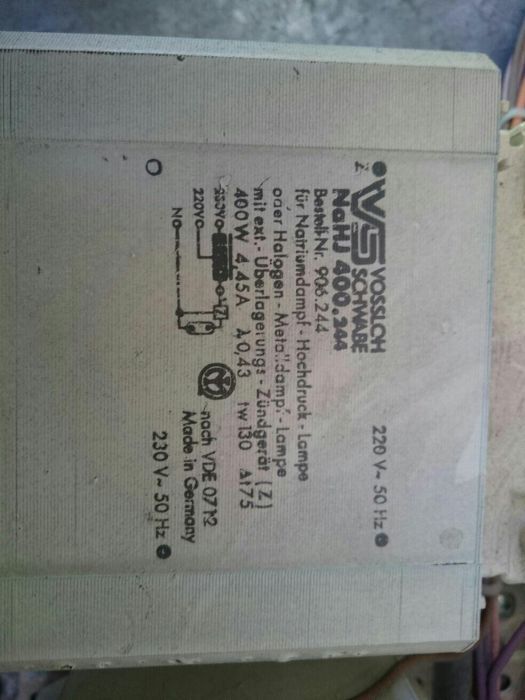 VS VOSSLOH
SCHWABE
220 V~ 50 Hz
NaHJ 400.244
Bestell-Nr. 906.244
für Natriumdampf-Hochdruck-Lampe
oder Halogen-Metalldampf-Lampe
mit ext.-Überlagerungs-Zündgerät (Z)
400W 4,45A λ0,43 tw130 Δt75
230V
Z
220V
N
nach VDE 0712
Made in Germany
230 V~ 50 Hz